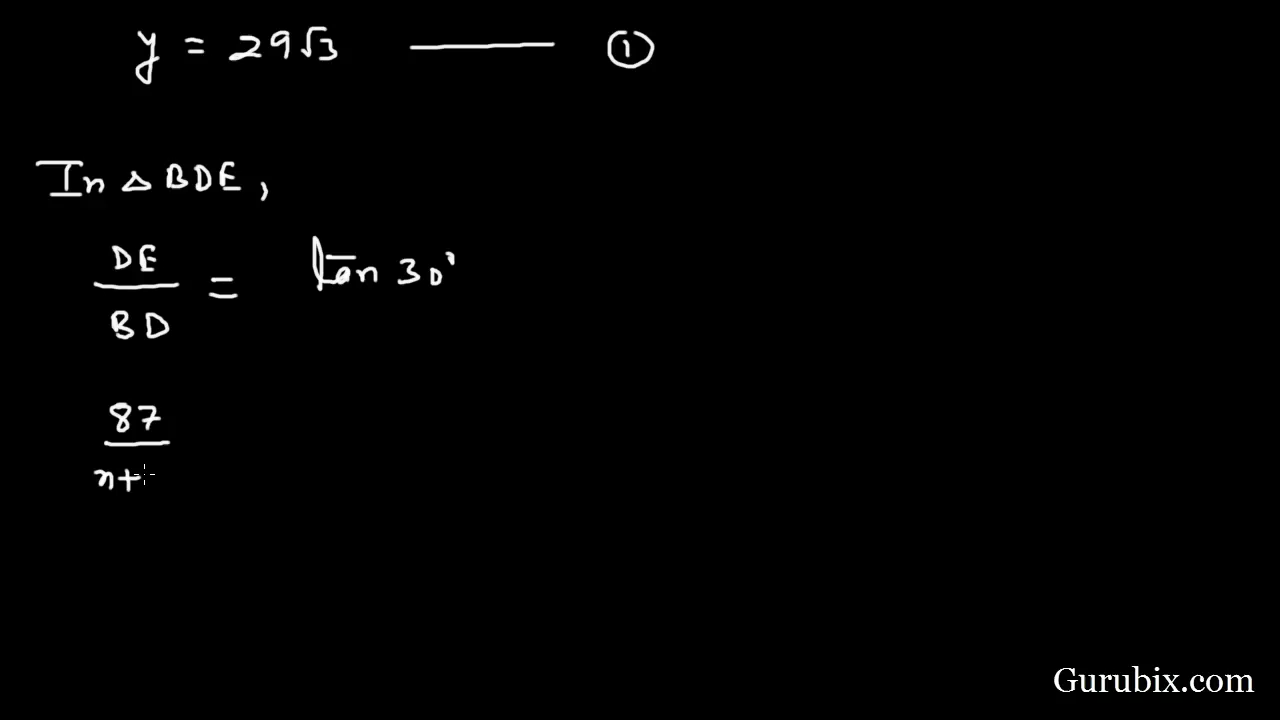 y = 29√3 ——— ①
In △ BDE,
DE/BD = tan 30°
87/x+
Gurubix.com